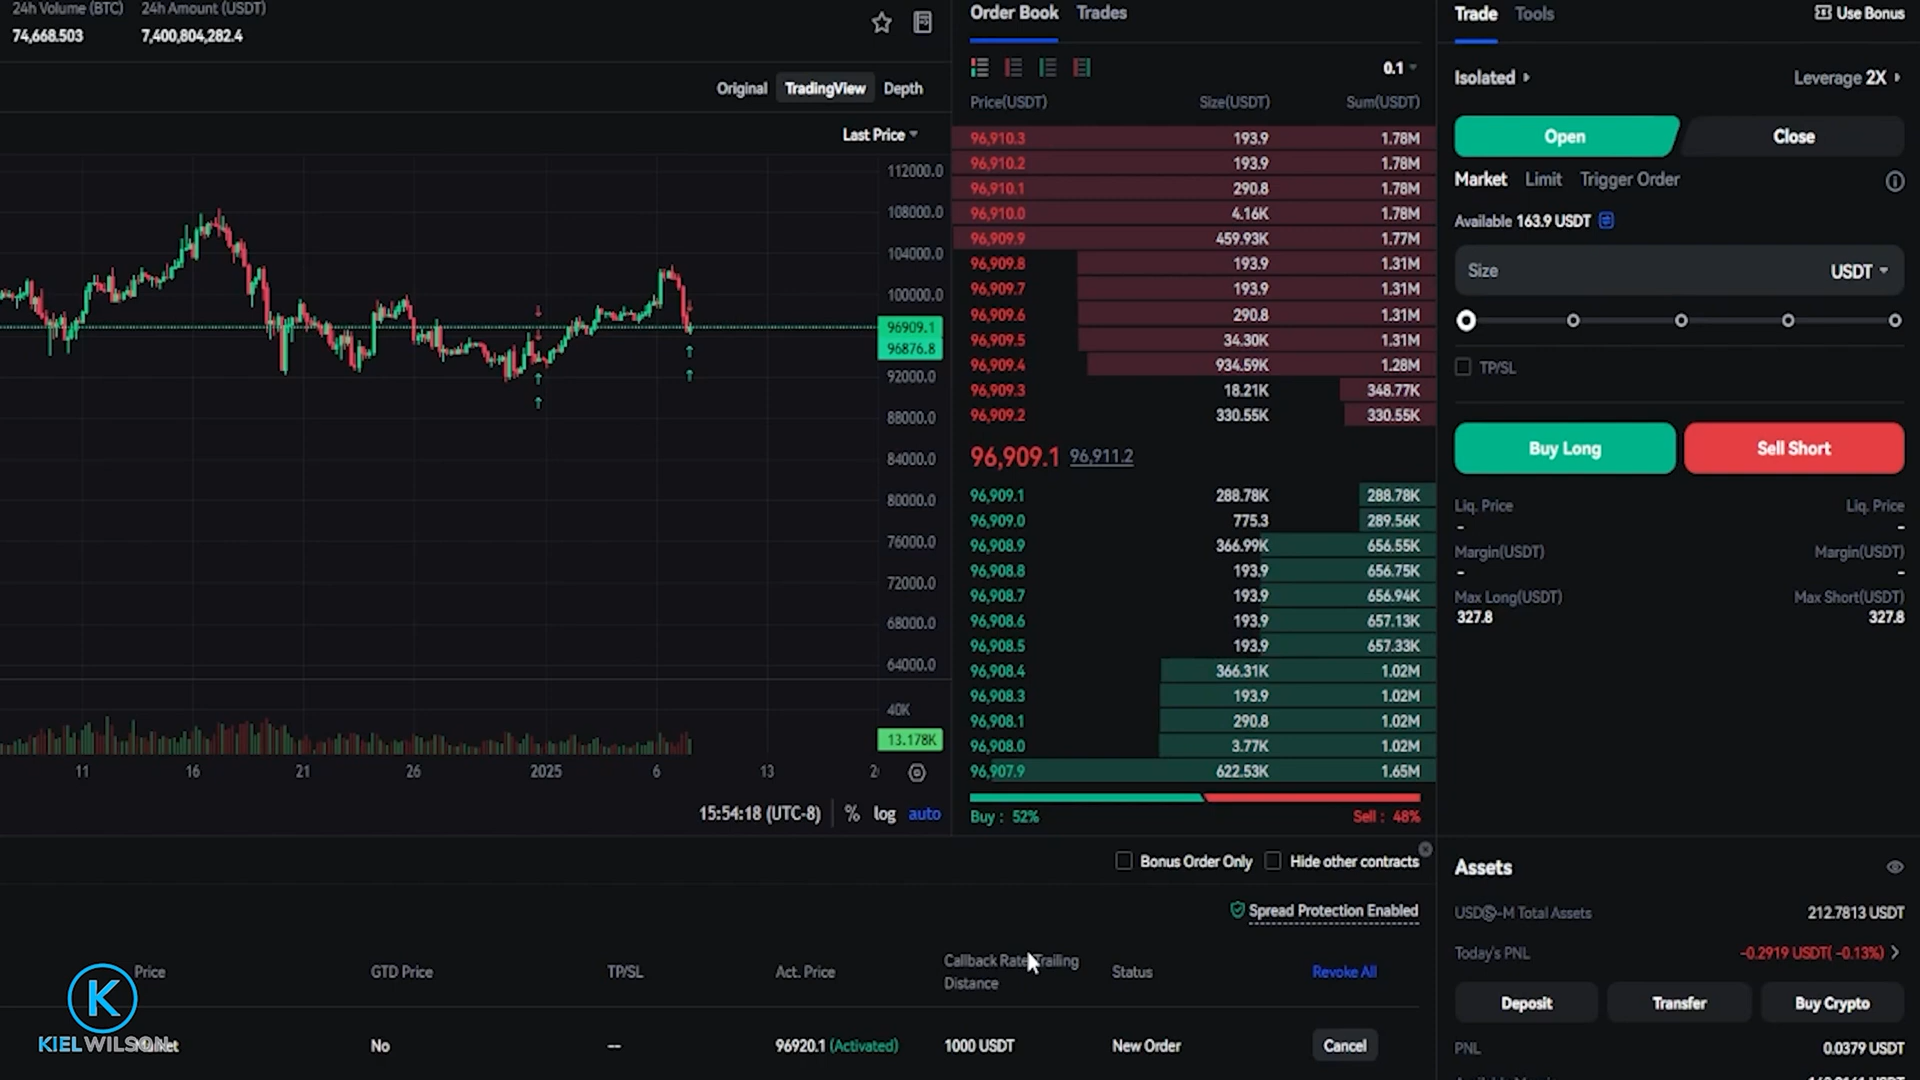 24h Volume (BTC) 24h Amount (USDT)
74,668.503 7,400,804,282.4
Original TradingView Depth
Last Price
112000.0
108000.0
104000.0
100000.0
96909.1
96876.8
92000.0
88000.0
84000.0
80000.0
76000.0
72000.0
68000.0
64000.0
40K
13.178K
11 16 21 26 2025 6 13
15:54:18 (UTC-8) % log auto
Order Book Trades
0.1
Price(USDT) Size(USDT) Sum(USDT)
96,910.3 193.9 1.78M
96,910.2 193.9 1.78M
96,910.1 290.8 1.78M
96,910.0 4.16K 1.78M
96,909.9 459.93K 1.77M
96,909.8 193.9 1.31M
96,909.7 193.9 1.31M
96,909.6 290.8 1.31M
96,909.5 34.30K 1.31M
96,909.4 934.59K 1.28M
96,909.3 18.21K 348.77K
96,909.2 330.55K 330.55K
96,909.1 96,911.2
96,909.1 288.78K 288.78K
96,909.0 775.3 289.56K
96,908.9 366.99K 656.55K
96,908.8 193.9 656.75K
96,908.7 193.9 656.94K
96,908.6 193.9 657.13K
96,908.5 193.9 657.33K
96,908.4 366.31K 1.02M
96,908.3 193.9 1.02M
96,908.1 290.8 1.02M
96,908.0 3.77K 1.02M
96,907.9 622.53K 1.65M
Buy : 52% Sell : 48%
Trade Tools Use Bonus
Isolated Leverage 2X
Open Close
Market Limit Trigger Order
Available 163.9 USDT
Size USDT
TP/SL
Buy Long Sell Short
Liq. Price Liq. Price
- -
Margin(USDT) Margin(USDT)
- -
Max Long(USDT) Max Short(USDT)
327.8 327.8
Bonus Order Only Hide other contracts
Spread Protection Enabled
Price GTD Price TP/SL Act. Price Callback Rate/Trailing Distance Status Revoke All
No -- 96920.1 (Activated) 1000 USDT New Order Cancel
K
KIELWILSON
Assets
USDⓈ-M Total Assets 212.7813 USDT
Today's PNL -0.2919 USDT( -0.13%)
Deposit Transfer Buy Crypto
PNL 0.0379 USDT